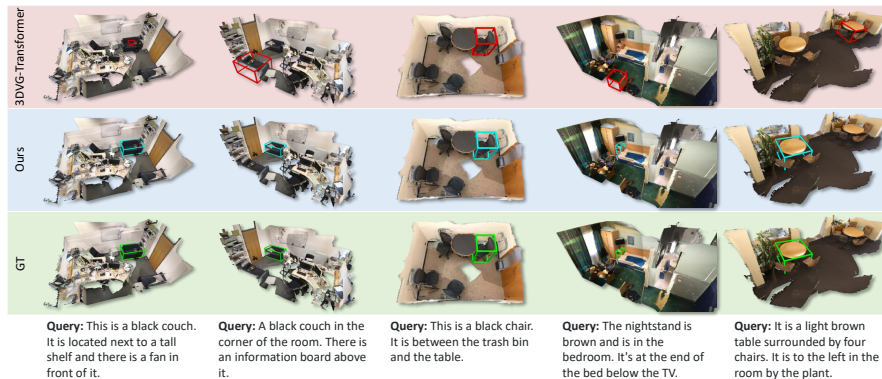 3DVG-Transformer
Ours
GT
Query: This is a black couch.
It is located next to a tall
shelf and there is a fan in
front of it.
Query: A black couch in the
corner of the room. There is
an information board above
it.
Query: This is a black chair.
It is between the trash bin
and the table.
Query: The nightstand is
brown and is in the
bedroom. It's at the end of
the bed below the TV.
Query: It is a light brown
table surrounded by four
chairs. It is to the left in the
room by the plant.